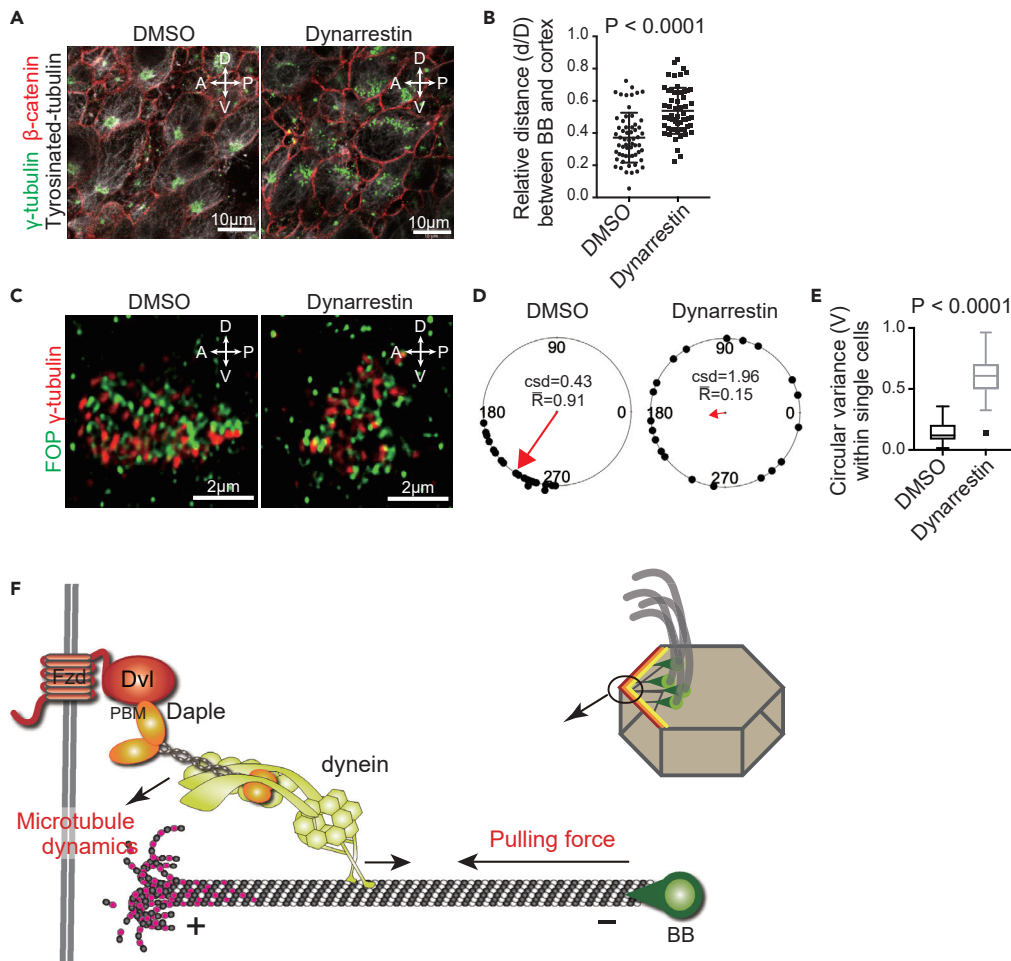 A
DMSO
Dynarrestin
γ-tubulin β-catenin
Tyrosinated-tubulin
D
A P
V
10μm
D
A P
V
10μm
B
P < 0.0001
Relative distance (d/D)
between BB and cortex
1.0
0.8
0.6
0.4
0.2
0.0
DMSO
Dynarrestin
C
DMSO
Dynarrestin
FOP γ-tubulin
D
A P
V
2μm
D
A P
V
2μm
D
DMSO
90
csd=0.43
R̅=0.91
180
0
270
Dynarrestin
90
csd=1.96
R̅=0.15
180
0
270
E
P < 0.0001
Circular variance (V)
within single cells
1.0
0.5
0.0
DMSO
Dynarrestin
F
Fzd
Dvl
PBM
Daple
dynein
Microtubule
dynamics
Pulling force
+
−
BB